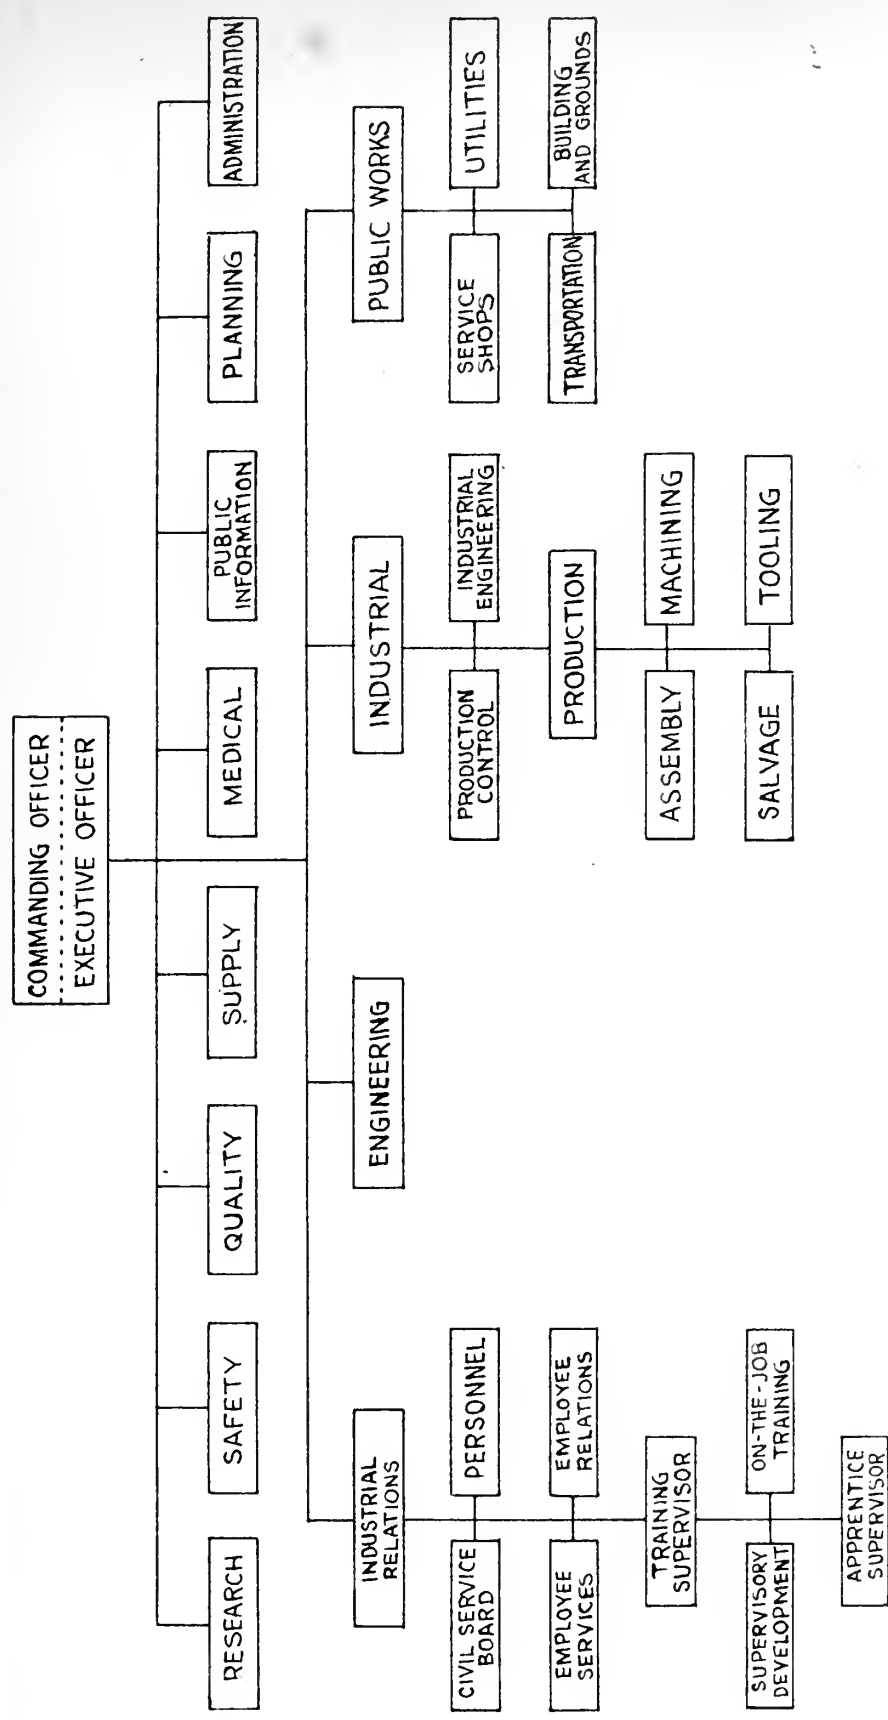 COMMANDING OFFICER
EXECUTIVE OFFICER
RESEARCH
SAFETY
QUALITY
SUPPLY
MEDICAL
PUBLIC
INFORMATION
PLANNING
ADMINISTRATION
INDUSTRIAL
RELATIONS
ENGINEERING
INDUSTRIAL
PUBLIC WORKS
CIVIL SERVICE
BOARD
PERSONNEL
EMPLOYEE
SERVICES
EMPLOYEE
RELATIONS
TRAINING
SUPERVISOR
SUPERVISORY
DEVELOPMENT
ON-THE-JOB
TRAINING
APPRENTICE
SUPERVISOR
PRODUCTION
CONTROL
INDUSTRIAL
ENGINEERING
PRODUCTION
ASSEMBLY
MACHINING
SALVAGE
TOOLING
SERVICE
SHOPS
UTILITIES
TRANSPORTATION
BUILDING
AND GROUNDS